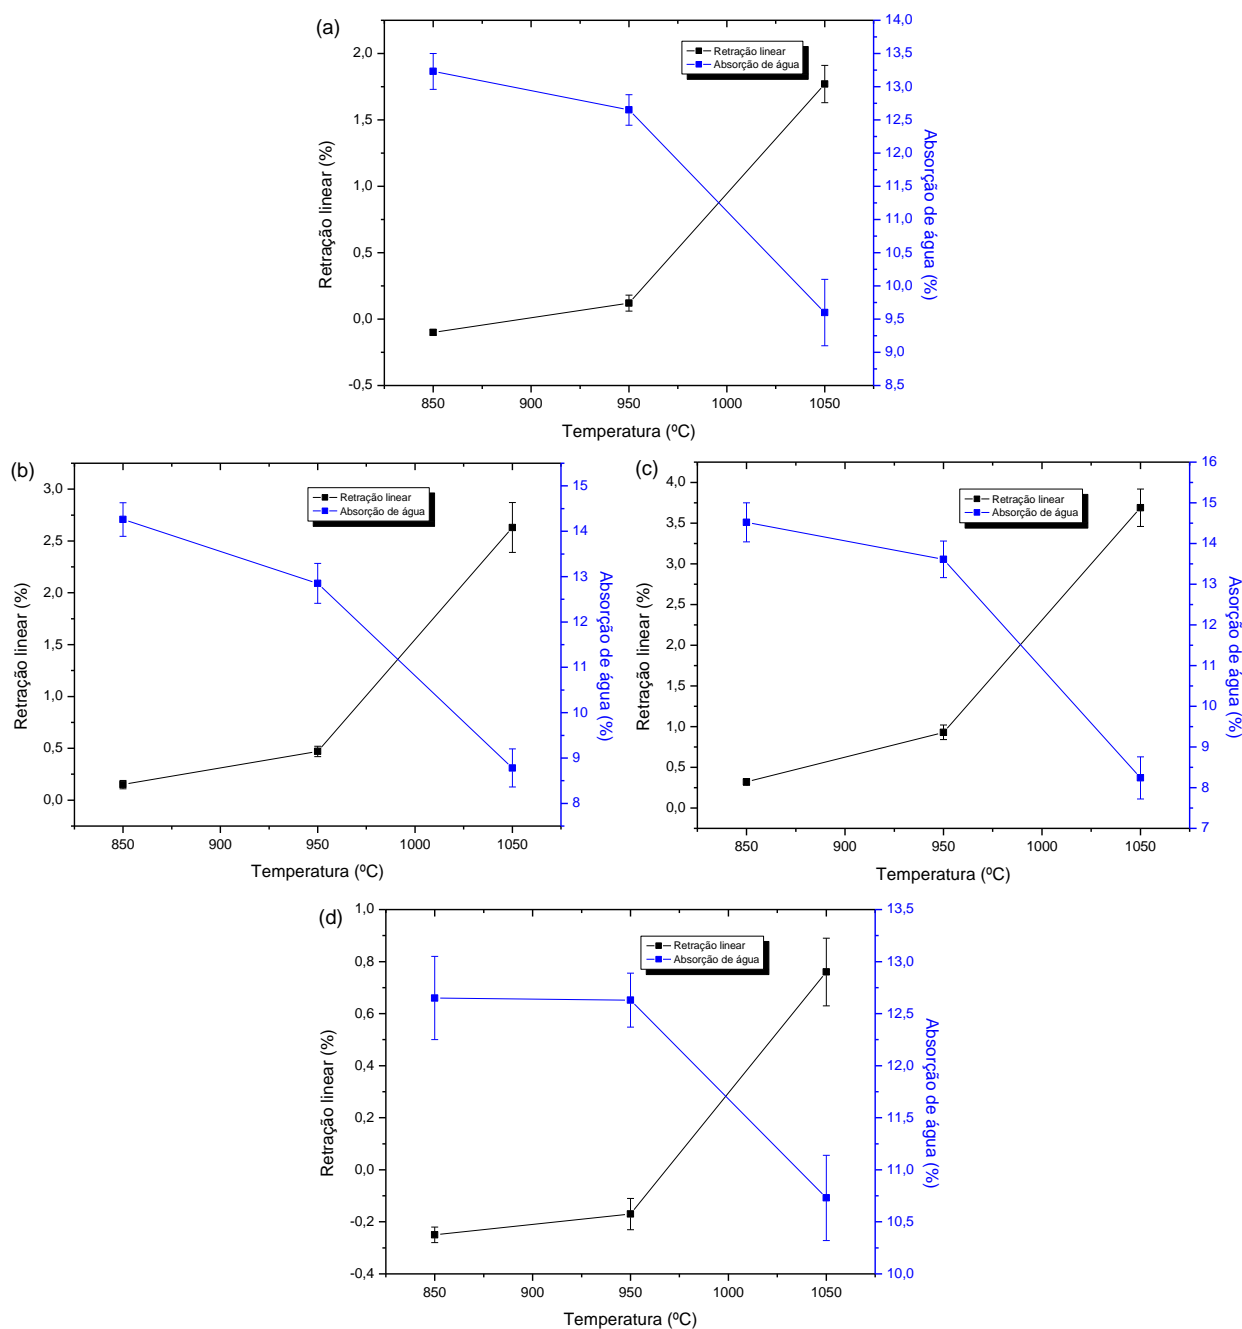 (a)
Retração linear
Absorção de água
2,0
1,5
1,0
0,5
0,0
-0,5
Retração linear (%)
14,0
13,5
13,0
12,5
12,0
11,5
11,0
10,5
10,0
9,5
9,0
8,5
Absorção de água (%)
850 900 950 1000 1050
Temperatura (ºC)
(b)
Retração linear
Absorção de água
3,0
2,5
2,0
1,5
1,0
0,5
0,0
Retração linear (%)
15
14
13
12
11
10
9
8
Absorção de água (%)
850 900 950 1000 1050
Temperatura (ºC)
(c)
Retração linear
Absorção de água
4,0
3,5
3,0
2,5
2,0
1,5
1,0
0,5
0,0
Retração linear (%)
16
15
14
13
12
11
10
9
8
7
Asorção de água (%)
850 900 950 1000 1050
Temperatura (ºC)
(d)
Retração linear
Absorção de água
1,0
0,8
0,6
0,4
0,2
0,0
-0,2
-0,4
Retração linear (%)
13,5
13,0
12,5
12,0
11,5
11,0
10,5
10,0
Absorção de água (%)
850 900 950 1000 1050
Temperatura (ºC)